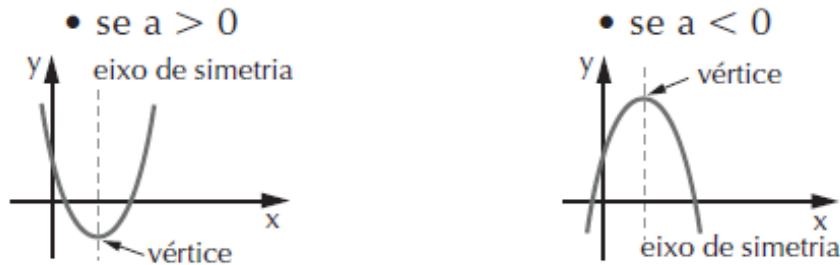 • se a > 0
y
eixo de simetria
x
vértice
• se a < 0
y
vértice
x
eixo de simetria